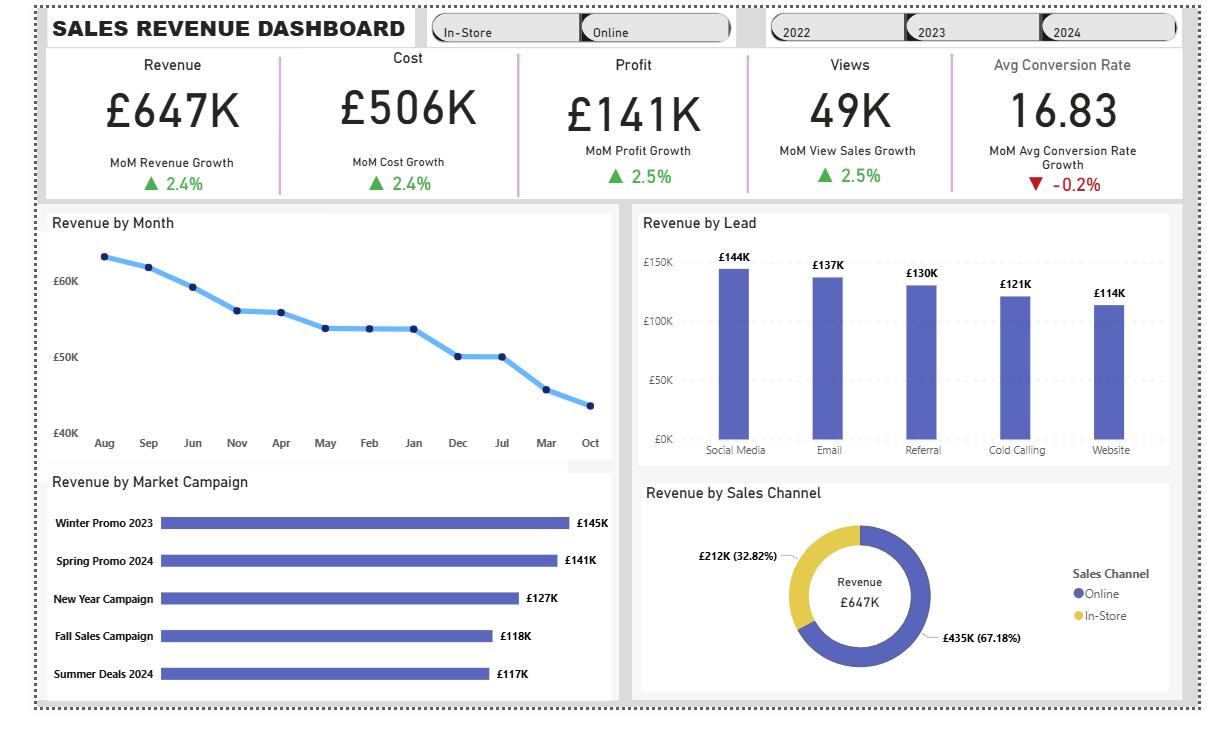 SALES REVENUE DASHBOARD
In-Store
Online
2022
2023
2024
Revenue
£647K
MoM Revenue Growth
▲ 2.4%
Cost
£506K
MoM Cost Growth
▲ 2.4%
Profit
£141K
MoM Profit Growth
▲ 2.5%
Views
49K
MoM View Sales Growth
▲ 2.5%
Avg Conversion Rate
16.83
MoM Avg Conversion Rate
Growth
▼ -0.2%
Revenue by Month
£60K
£50K
£40K
Aug Sep Jun Nov Apr May Feb Jan Dec Jul Mar Oct
Revenue by Lead
£150K
£100K
£50K
£0K
£144K
£137K
£130K
£121K
£114K
Social Media Email Referral Cold Calling Website
Revenue by Market Campaign
Winter Promo 2023 £145K
Spring Promo 2024 £141K
New Year Campaign £127K
Fall Sales Campaign £118K
Summer Deals 2024 £117K
Revenue by Sales Channel
£212K (32.82%)
Revenue
£647K
£435K (67.18%)
Sales Channel
Online
In-Store